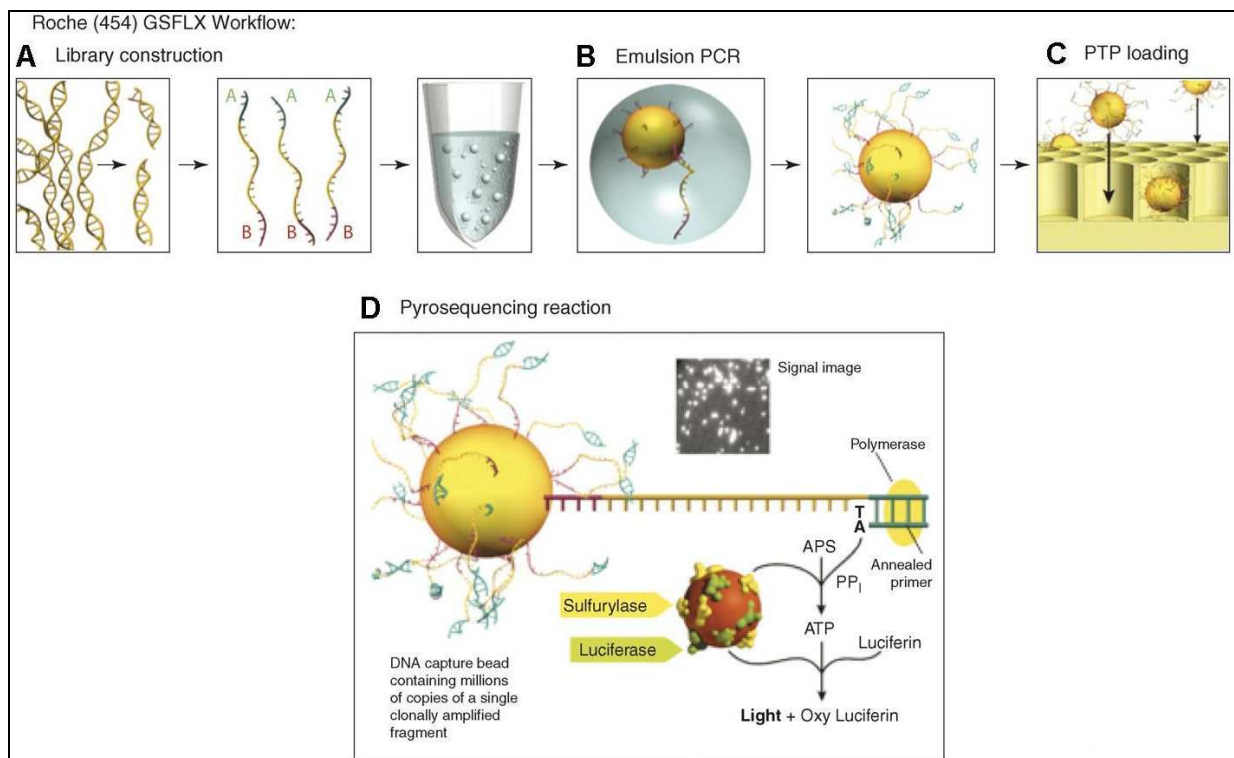 Roche (454) GSFLX Workflow:
A Library construction
B Emulsion PCR
C PTP loading
A A A
B B B
D Pyrosequencing reaction
Signal image
Polymerase
T
A
Annealed
primer
APS
PPI
Sulfurylase
ATP
Luciferase
Luciferin
DNA capture bead
containing millions
of copies of a single
clonally amplified
fragment
Light + Oxy Luciferin